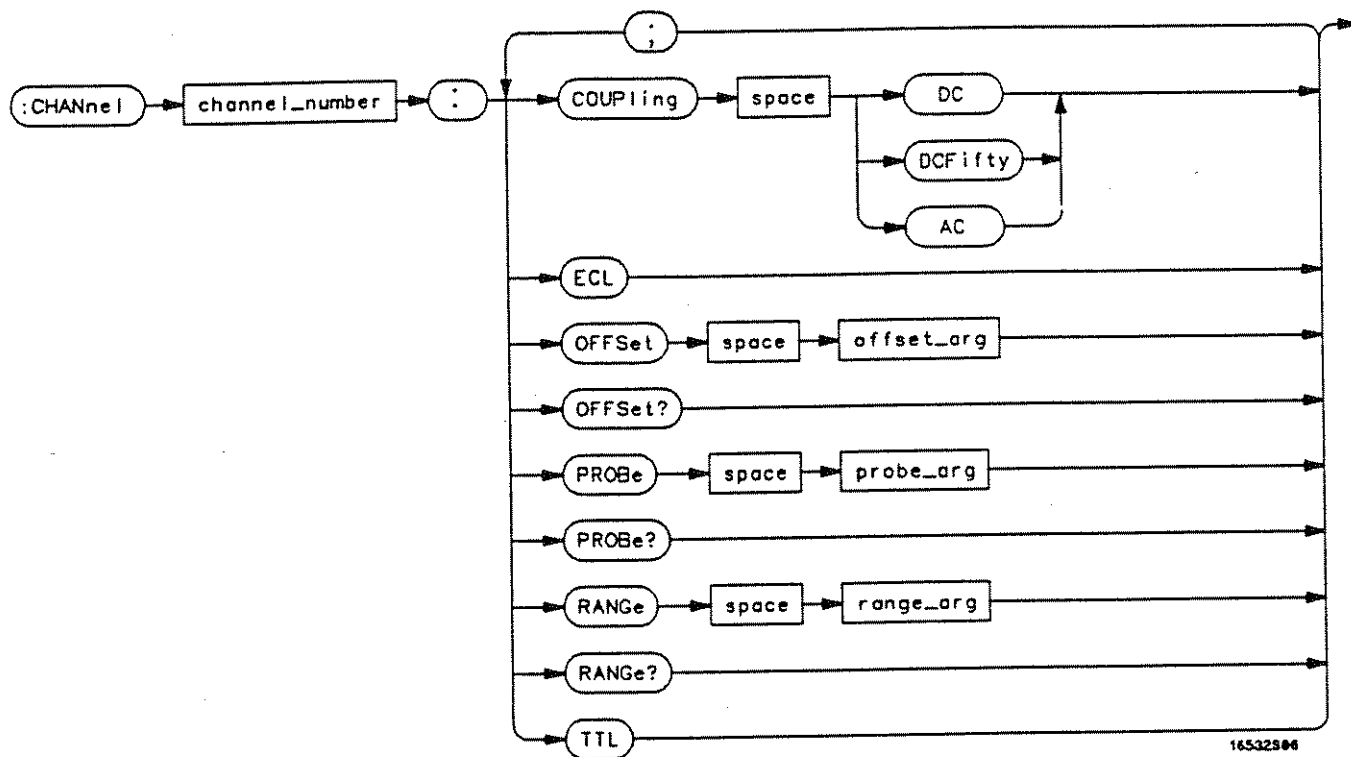 ;
:CHANnel channel_number : COUPling space DC
DCFifty
AC
ECL
OFFSet space offset_arg
OFFSet?
PROBe space probe_arg
PROBe?
RANGe space range_arg
RANGe?
TTL
16532S06